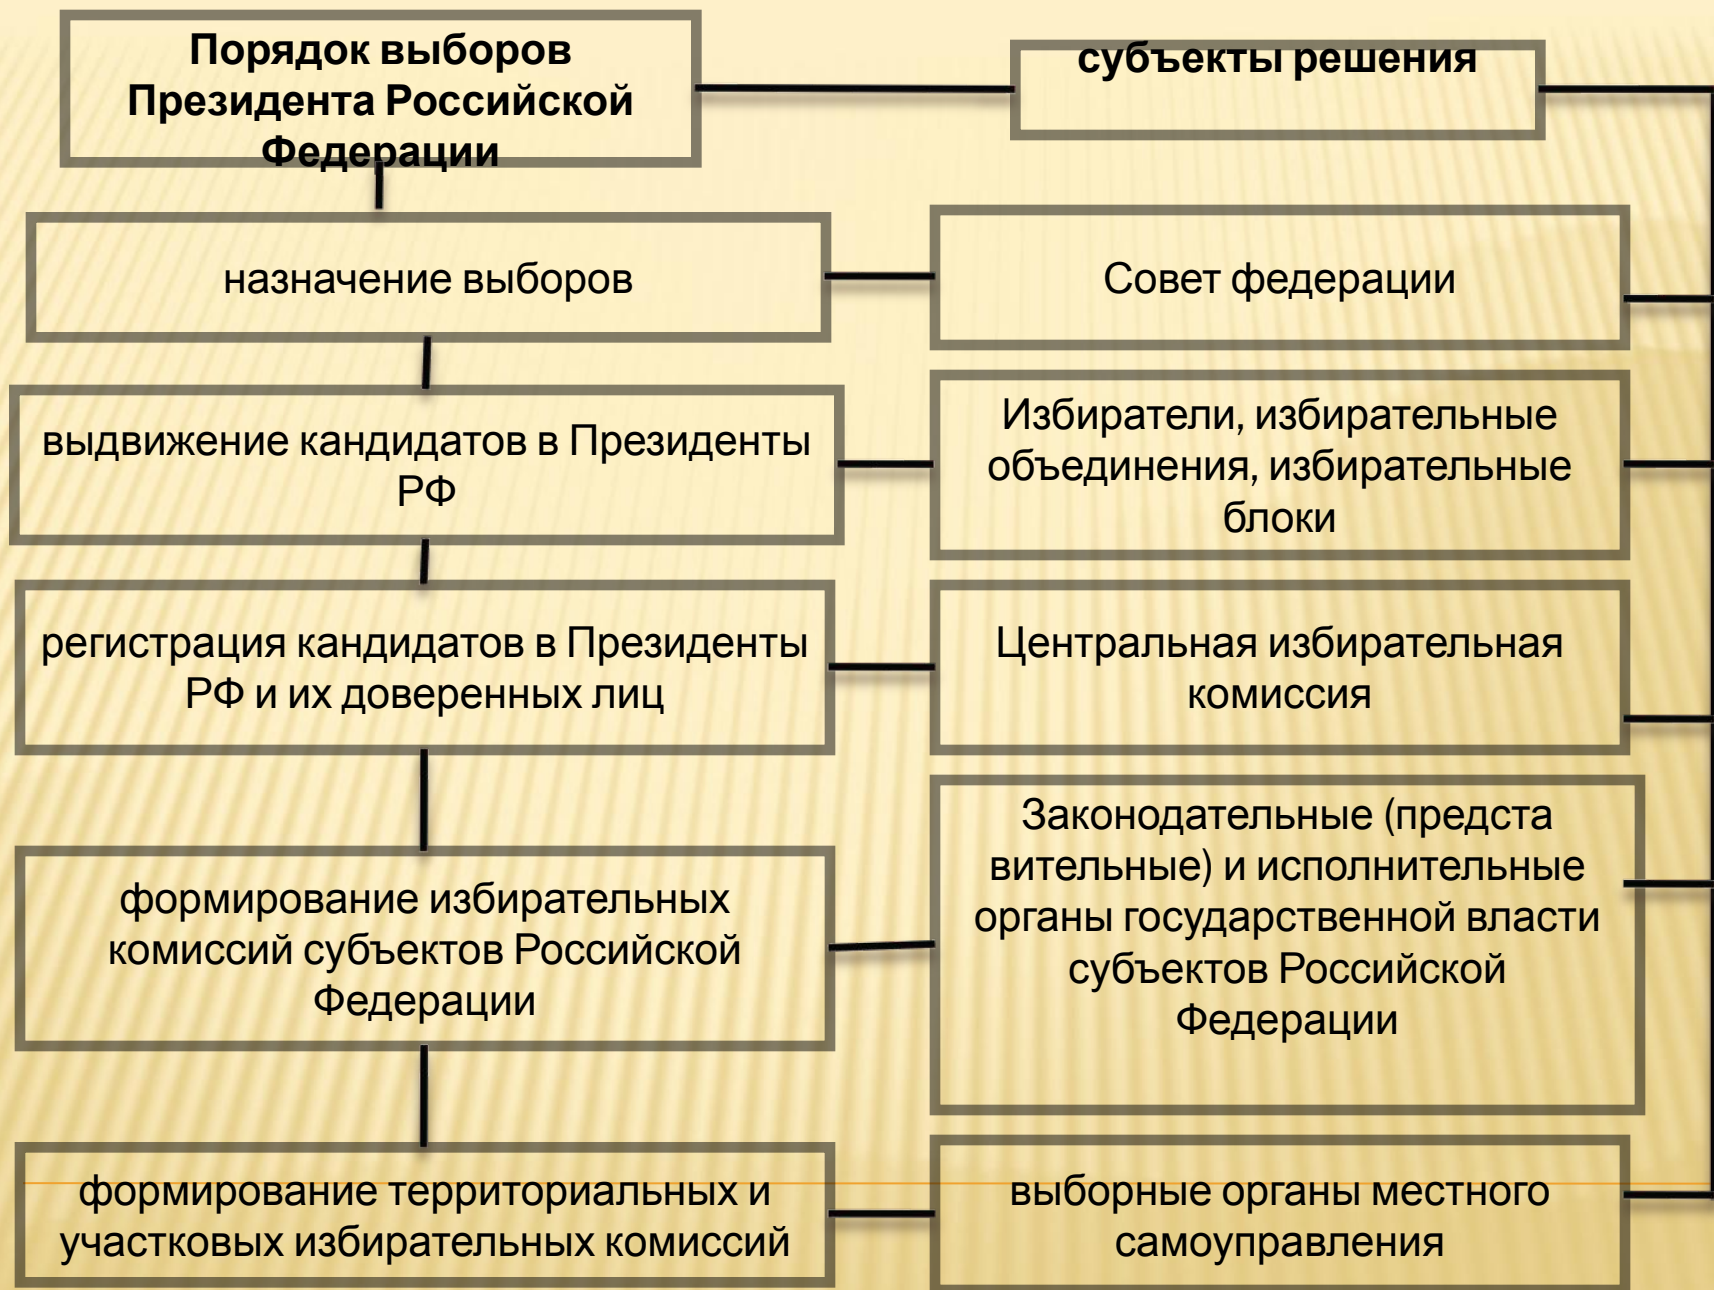 Порядок выборов
Президента Российской
Федерации
субъекты решения
назначение выборов
Совет федерации
выдвижение кандидатов в Президенты
РФ
Избиратели, избирательные
объединения, избирательные
блоки
регистрация кандидатов в Президенты
РФ и их доверенных лиц
Центральная избирательная
комиссия
формирование избирательных
комиссий субъектов Российской
Федерации
Законодательные (предста
вительные) и исполнительные
органы государственной власти
субъектов Российской
Федерации
формирование территориальных и
участковых избирательных комиссий
выборные органы местного
самоуправления